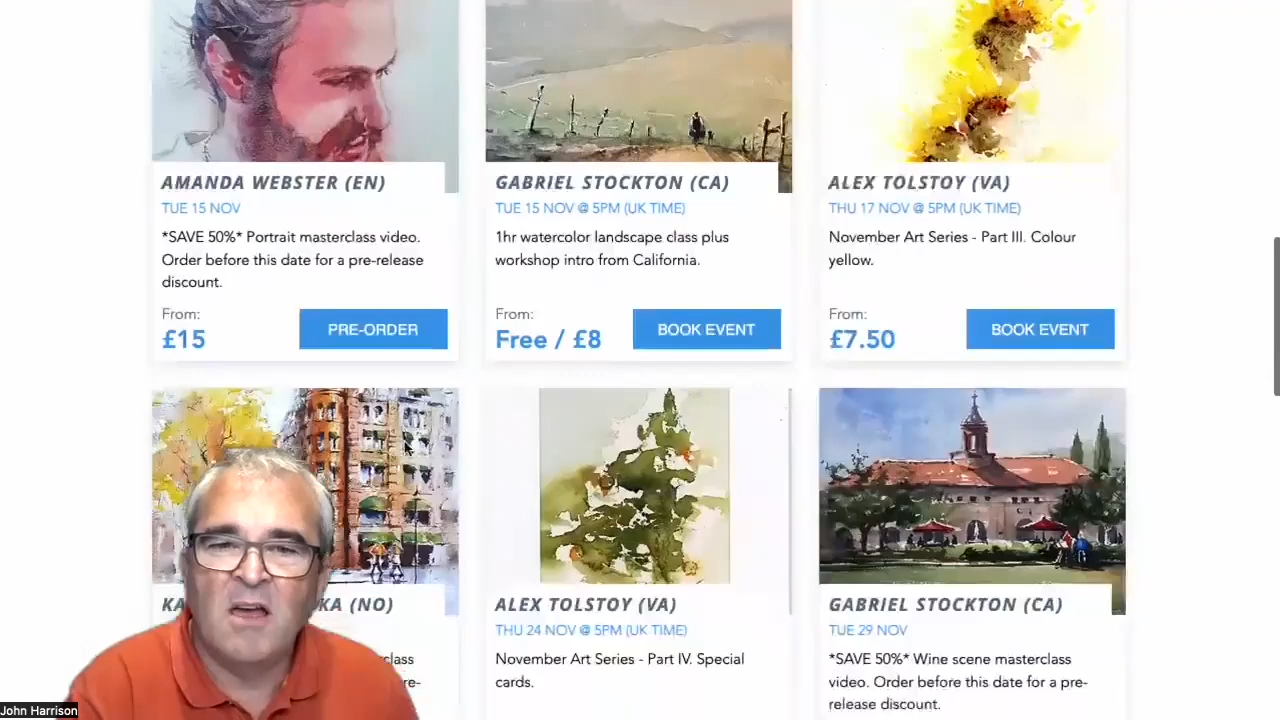 AMANDA WEBSTER (EN)
TUE 15 NOV
*SAVE 50%* Portrait masterclass video.
Order before this date for a pre-release
discount.
From:
£15
PRE-ORDER
GABRIEL STOCKTON (CA)
TUE 15 NOV @ 5PM (UK TIME)
1hr watercolor landscape class plus
workshop intro from California.
From:
Free / £8
BOOK EVENT
ALEX TOLSTOY (VA)
THU 17 NOV @ 5PM (UK TIME)
November Art Series - Part III. Colour
yellow.
From:
£7.50
BOOK EVENT
KA KA (NO)
class
re-
ALEX TOLSTOY (VA)
THU 24 NOV @ 5PM (UK TIME)
November Art Series - Part IV. Special
cards.
GABRIEL STOCKTON (CA)
TUE 29 NOV
*SAVE 50%* Wine scene masterclass
video. Order before this date for a pre-
release discount.
John Harrison